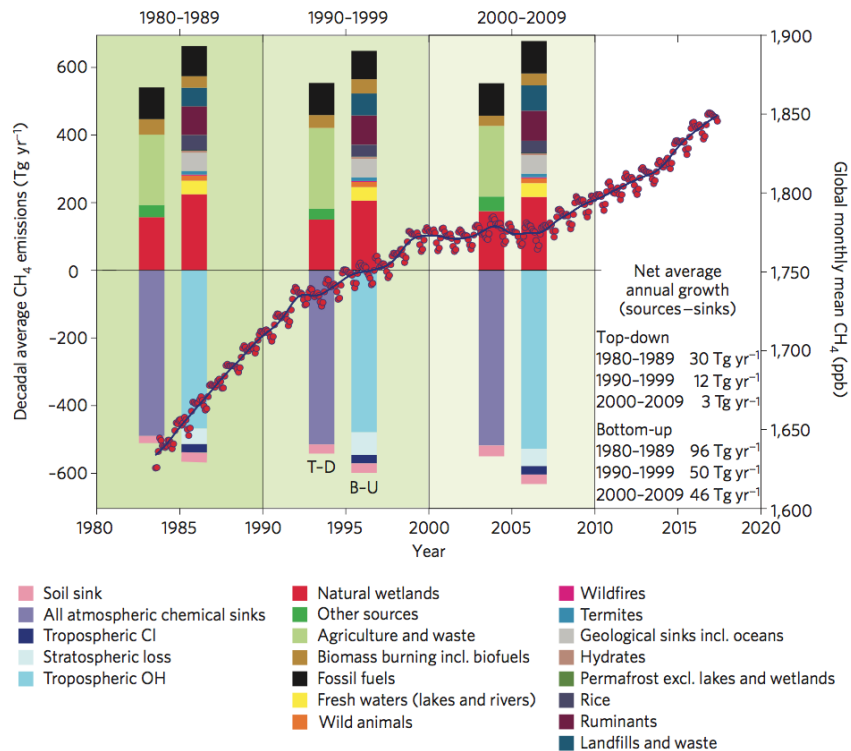 1980–1989
1990–1999
2000–2009
Decadal average CH4 emissions (Tg yr−1)
600
400
200
0
−200
−400
−600
1,900
1,850
1,800
1,750
1,700
1,650
1,600
Global monthly mean CH4 (ppb)
T–D
B–U
Net average
annual growth
(sources–sinks)
Top-down
1980–1989 30 Tg yr−1
1990–1999 12 Tg yr−1
2000–2009 3 Tg yr−1
Bottom-up
1980–1989 96 Tg yr−1
1990–1999 50 Tg yr−1
2000–2009 46 Tg yr−1
1980 1985 1990 1995 2000 2005 2010 2015 2020
Year
Soil sink
All atmospheric chemical sinks
Tropospheric Cl
Stratospheric loss
Tropospheric OH
Natural wetlands
Other sources
Agriculture and waste
Biomass burning incl. biofuels
Fossil fuels
Fresh waters (lakes and rivers)
Wild animals
Wildfires
Termites
Geological sinks incl. oceans
Hydrates
Permafrost excl. lakes and wetlands
Rice
Ruminants
Landfills and waste